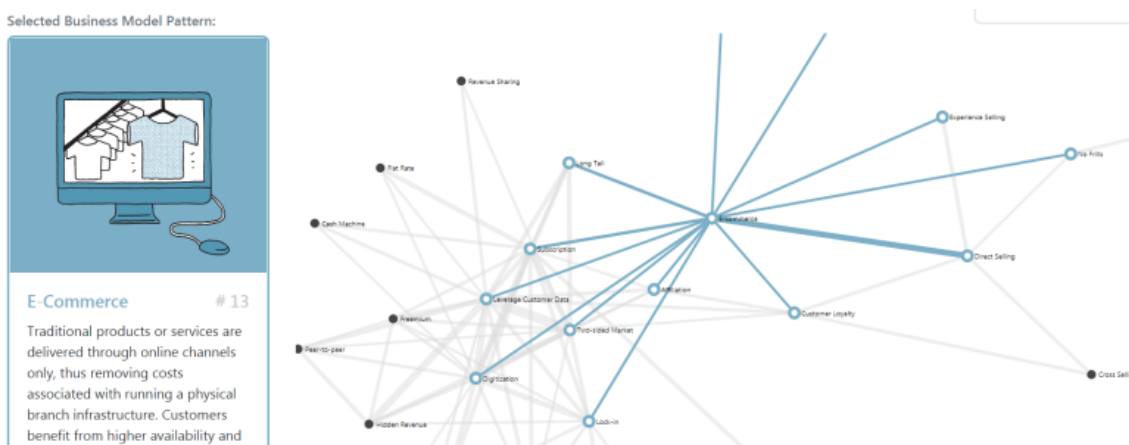 Selected Business Model Pattern:
E-Commerce # 13
Traditional products or services are
delivered through online channels
only, thus removing costs
associated with running a physical
branch infrastructure. Customers
benefit from higher availability and
Revenue Sharing
Experience Selling
No Frills
Long Tail
Flat Rate
E-commerce
Cash Machine
Subscription
Direct Selling
Affiliation
Leverage Customer Data
Customer Loyalty
Freemium
Two-sided Market
Peer-to-peer
Cross Selli
Digitization
Lock-in
Hidden Revenue